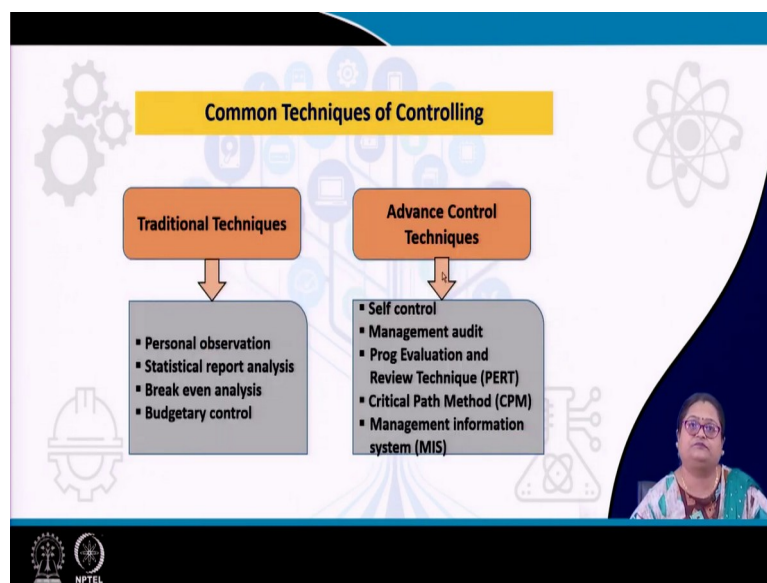 Common Techniques of Controlling
Traditional Techniques
▪ Personal observation
▪ Statistical report analysis
▪ Break even analysis
▪ Budgetary control
Advance Control
Techniques
▪ Self control
▪ Management audit
▪ Prog Evaluation and
Review Technique (PERT)
▪ Critical Path Method (CPM)
▪ Management information
system (MIS)
NPTEL